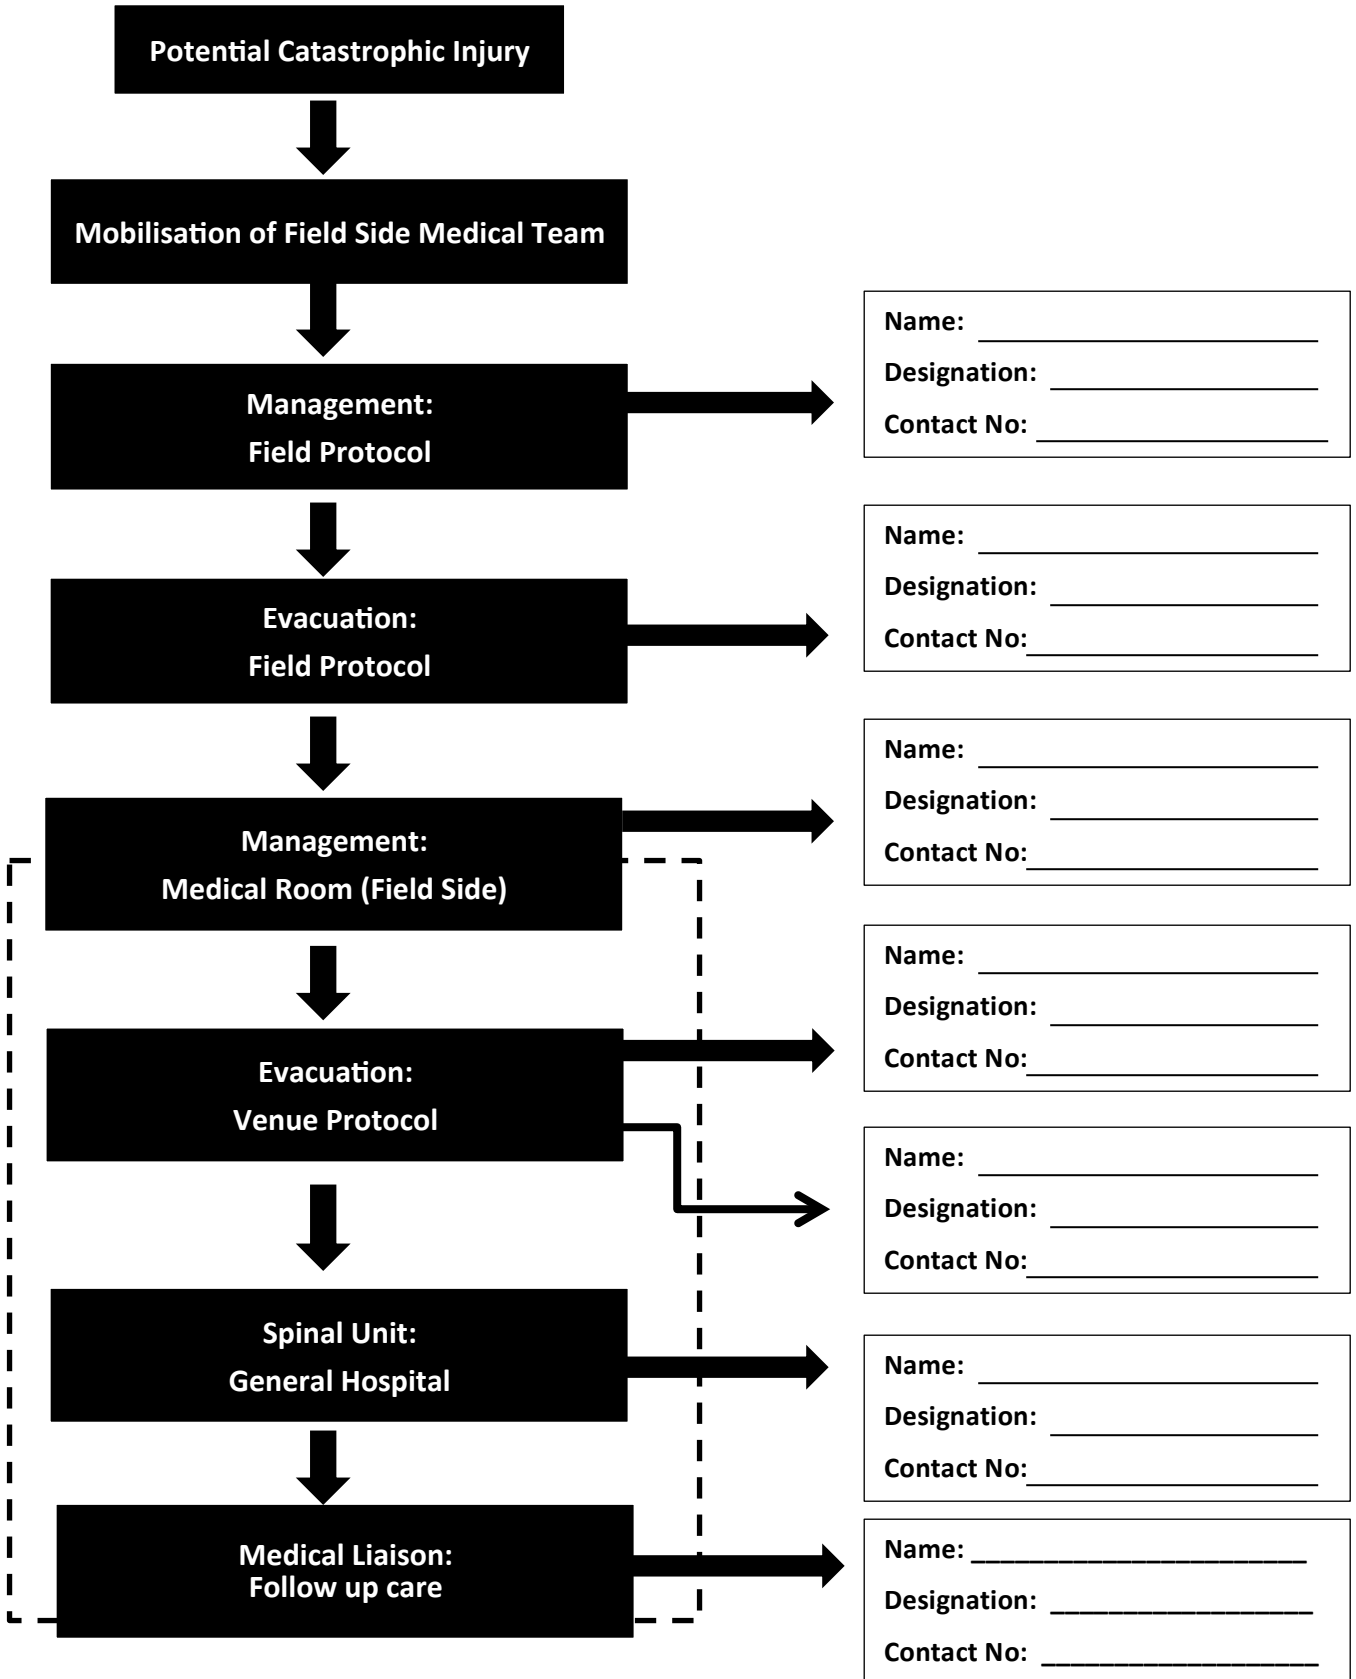 Potential Catastrophic Injury
Mobilisation of Field Side Medical Team
Management:
Field Protocol
Name:
Designation:
Contact No:
Evacuation:
Field Protocol
Name:
Designation:
Contact No:
Management:
Medical Room (Field Side)
Name:
Designation:
Contact No:
Evacuation:
Venue Protocol
Name:
Designation:
Contact No:
Name:
Designation:
Contact No:
Spinal Unit:
General Hospital
Name:
Designation:
Contact No:
Medical Liaison:
Follow up care
Name:
Designation:
Contact No: